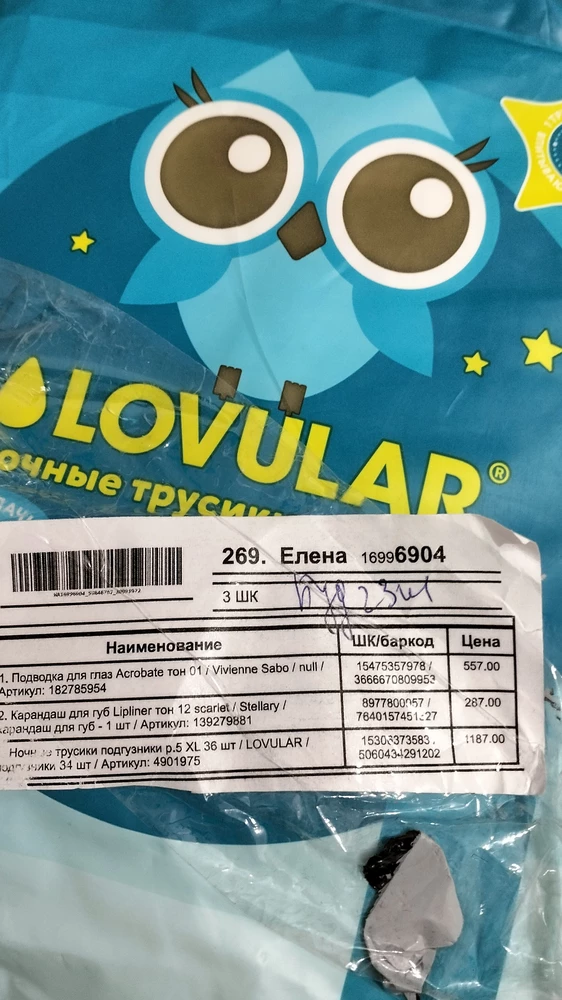 LOVULAR®
очные трусики
269. Елена 16996904
3 ШК
Наименование ШК/баркод Цена
1. Подводка для глаз Acrobate тон 01 / Vivienne Sabo / null / 15475357978 / 557.00
Артикул: 182785954 3666670809953
2. Карандаш для губ Lipliner тон 12 scarlet / Stellary / 8977800957 / 287.00
карандаш для губ - 1 шт / Артикул: 139279881
Ночные трусики подгузники р.5 XL 36 шт / LOVULAR / 1187.00
подгузники 34 шт / Артикул: 4901975